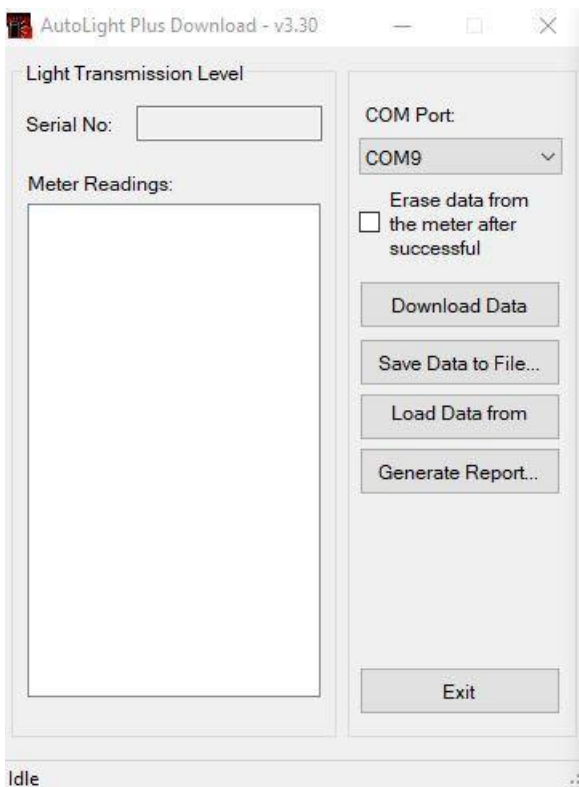 AutoLight Plus Download - v3.30
Light Transmission Level
Serial No:
Meter Readings:
COM Port:
COM9
Erase data from
the meter after
successful
Download Data
Save Data to File...
Load Data from
Generate Report...
Exit
Idle